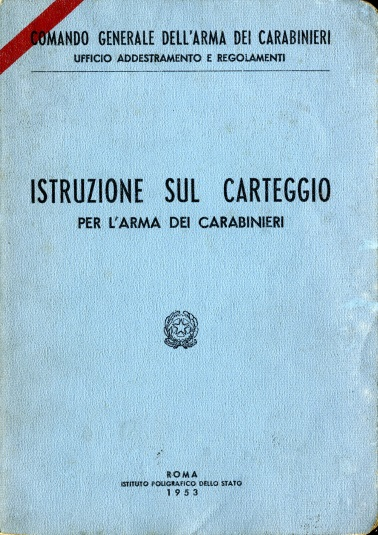 COMANDO GENERALE DELL'ARMA DEI CARABINIERI
UFFICIO ADDESTRAMENTO E REGOLAMENTI
ISTRUZIONE SUL CARTEGGIO
PER L'ARMA DEI CARABINIERI
ROMA
ISTITUTO POLIGRAFICO DELLO STATO
1953